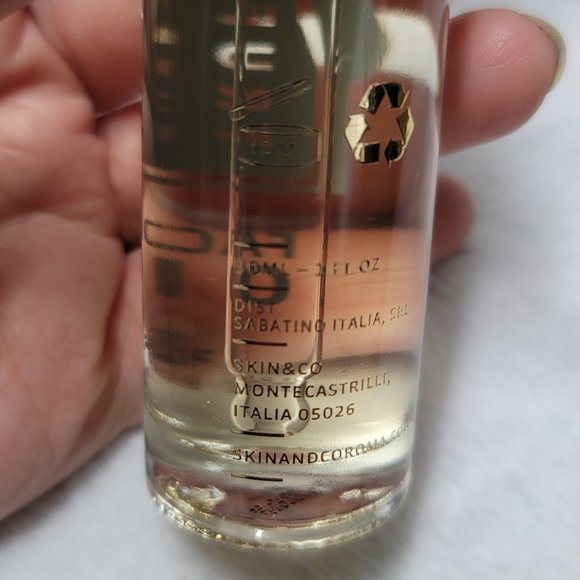 30ML – 1 FL.OZ
DIST
SABATINO ITALIA, SRL
SKIN&CO
MONTECASTRILLI,
ITALIA 05026
SKINANDCOROMA.COM